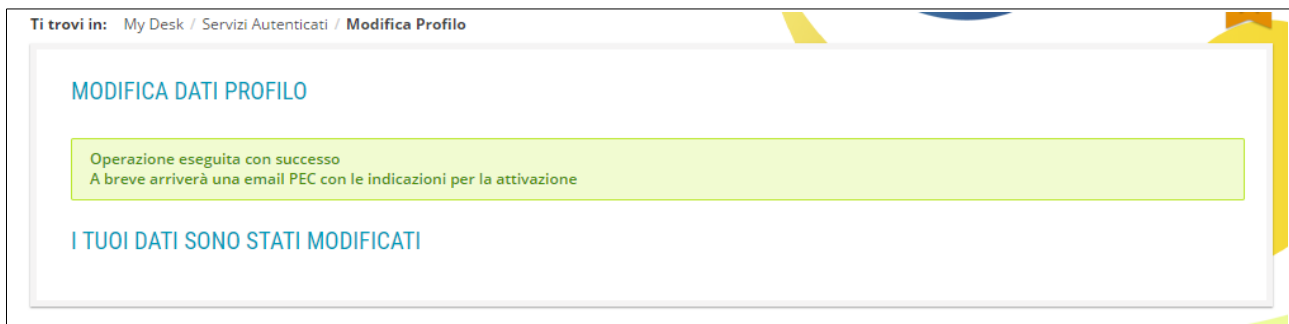 Ti trovi in: My Desk / Servizi Autenticati / Modifica Profilo
MODIFICA DATI PROFILO
Operazione eseguita con successo
A breve arriverà una email PEC con le indicazioni per la attivazione
I TUOI DATI SONO STATI MODIFICATI